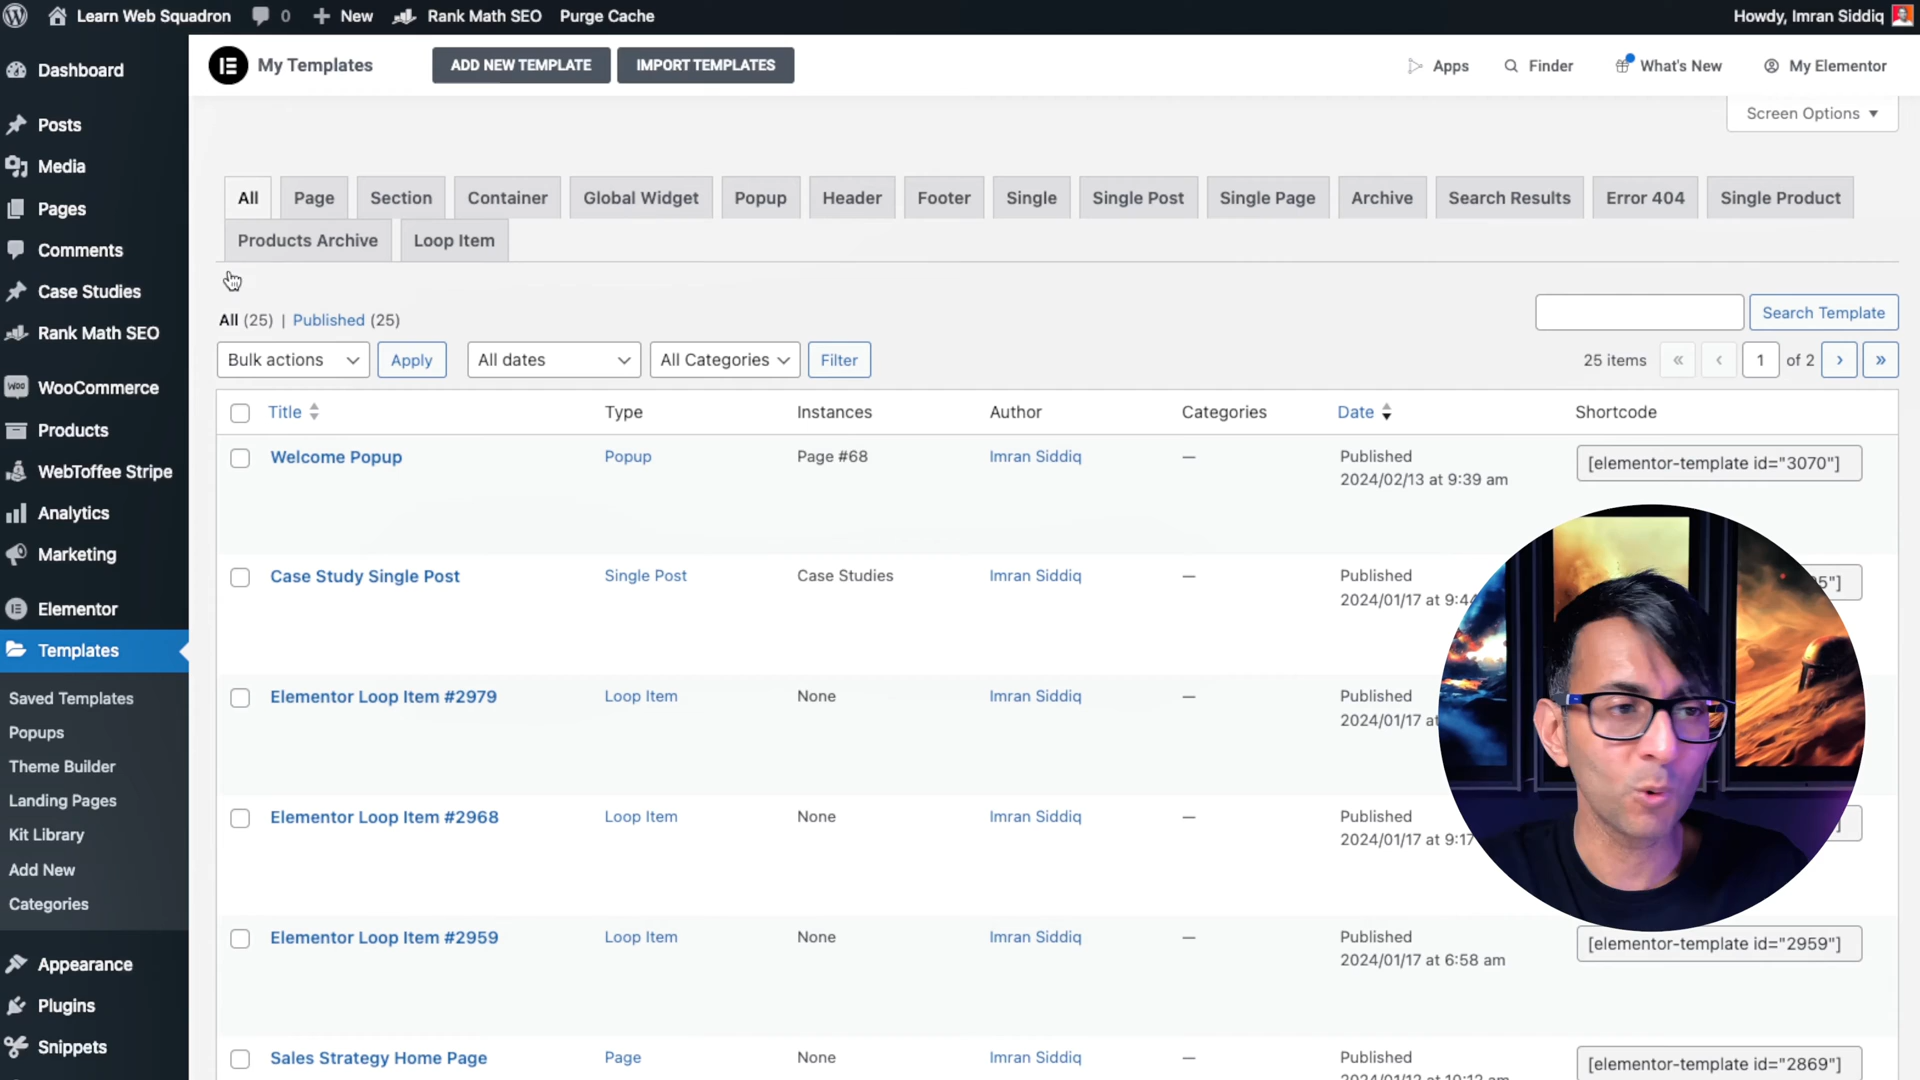 Learn Web Squadron 0 New Rank Math SEO Purge Cache Howdy, Imran Siddiq
My Templates ADD NEW TEMPLATE IMPORT TEMPLATES Apps Finder What's New My Elementor
Screen Options
Dashboard
Posts
Media
Pages
Comments
Case Studies
Rank Math SEO
WooCommerce
Products
WebToffee Stripe
Analytics
Marketing
Elementor
Templates
Saved Templates
Popups
Theme Builder
Landing Pages
Kit Library
Add New
Categories
Appearance
Plugins
Snippets
All Page Section Container Global Widget Popup Header Footer Single Single Post Single Page Archive Search Results Error 404 Single Product
Products Archive Loop Item
All (25) | Published (25)
Search Template
Bulk actions Apply All dates All Categories Filter 25 items « ‹ 1 of 2 › »
Title Type Instances Author Categories Date Shortcode
Welcome Popup Popup Page #68 Imran Siddiq — Published [elementor-template id="3070"]
2024/02/13 at 9:39 am
Case Study Single Post Single Post Case Studies Imran Siddiq — Published 5"]
2024/01/17 at 9:44
Elementor Loop Item #2979 Loop Item None Imran Siddiq — Published
2024/01/17 at
Elementor Loop Item #2968 Loop Item None Imran Siddiq — Published ]
2024/01/17 at 9:17
Elementor Loop Item #2959 Loop Item None Imran Siddiq — Published [elementor-template id="2959"]
2024/01/17 at 6:58 am
Sales Strategy Home Page Page None Imran Siddiq — Published [elementor-template id="2869"]